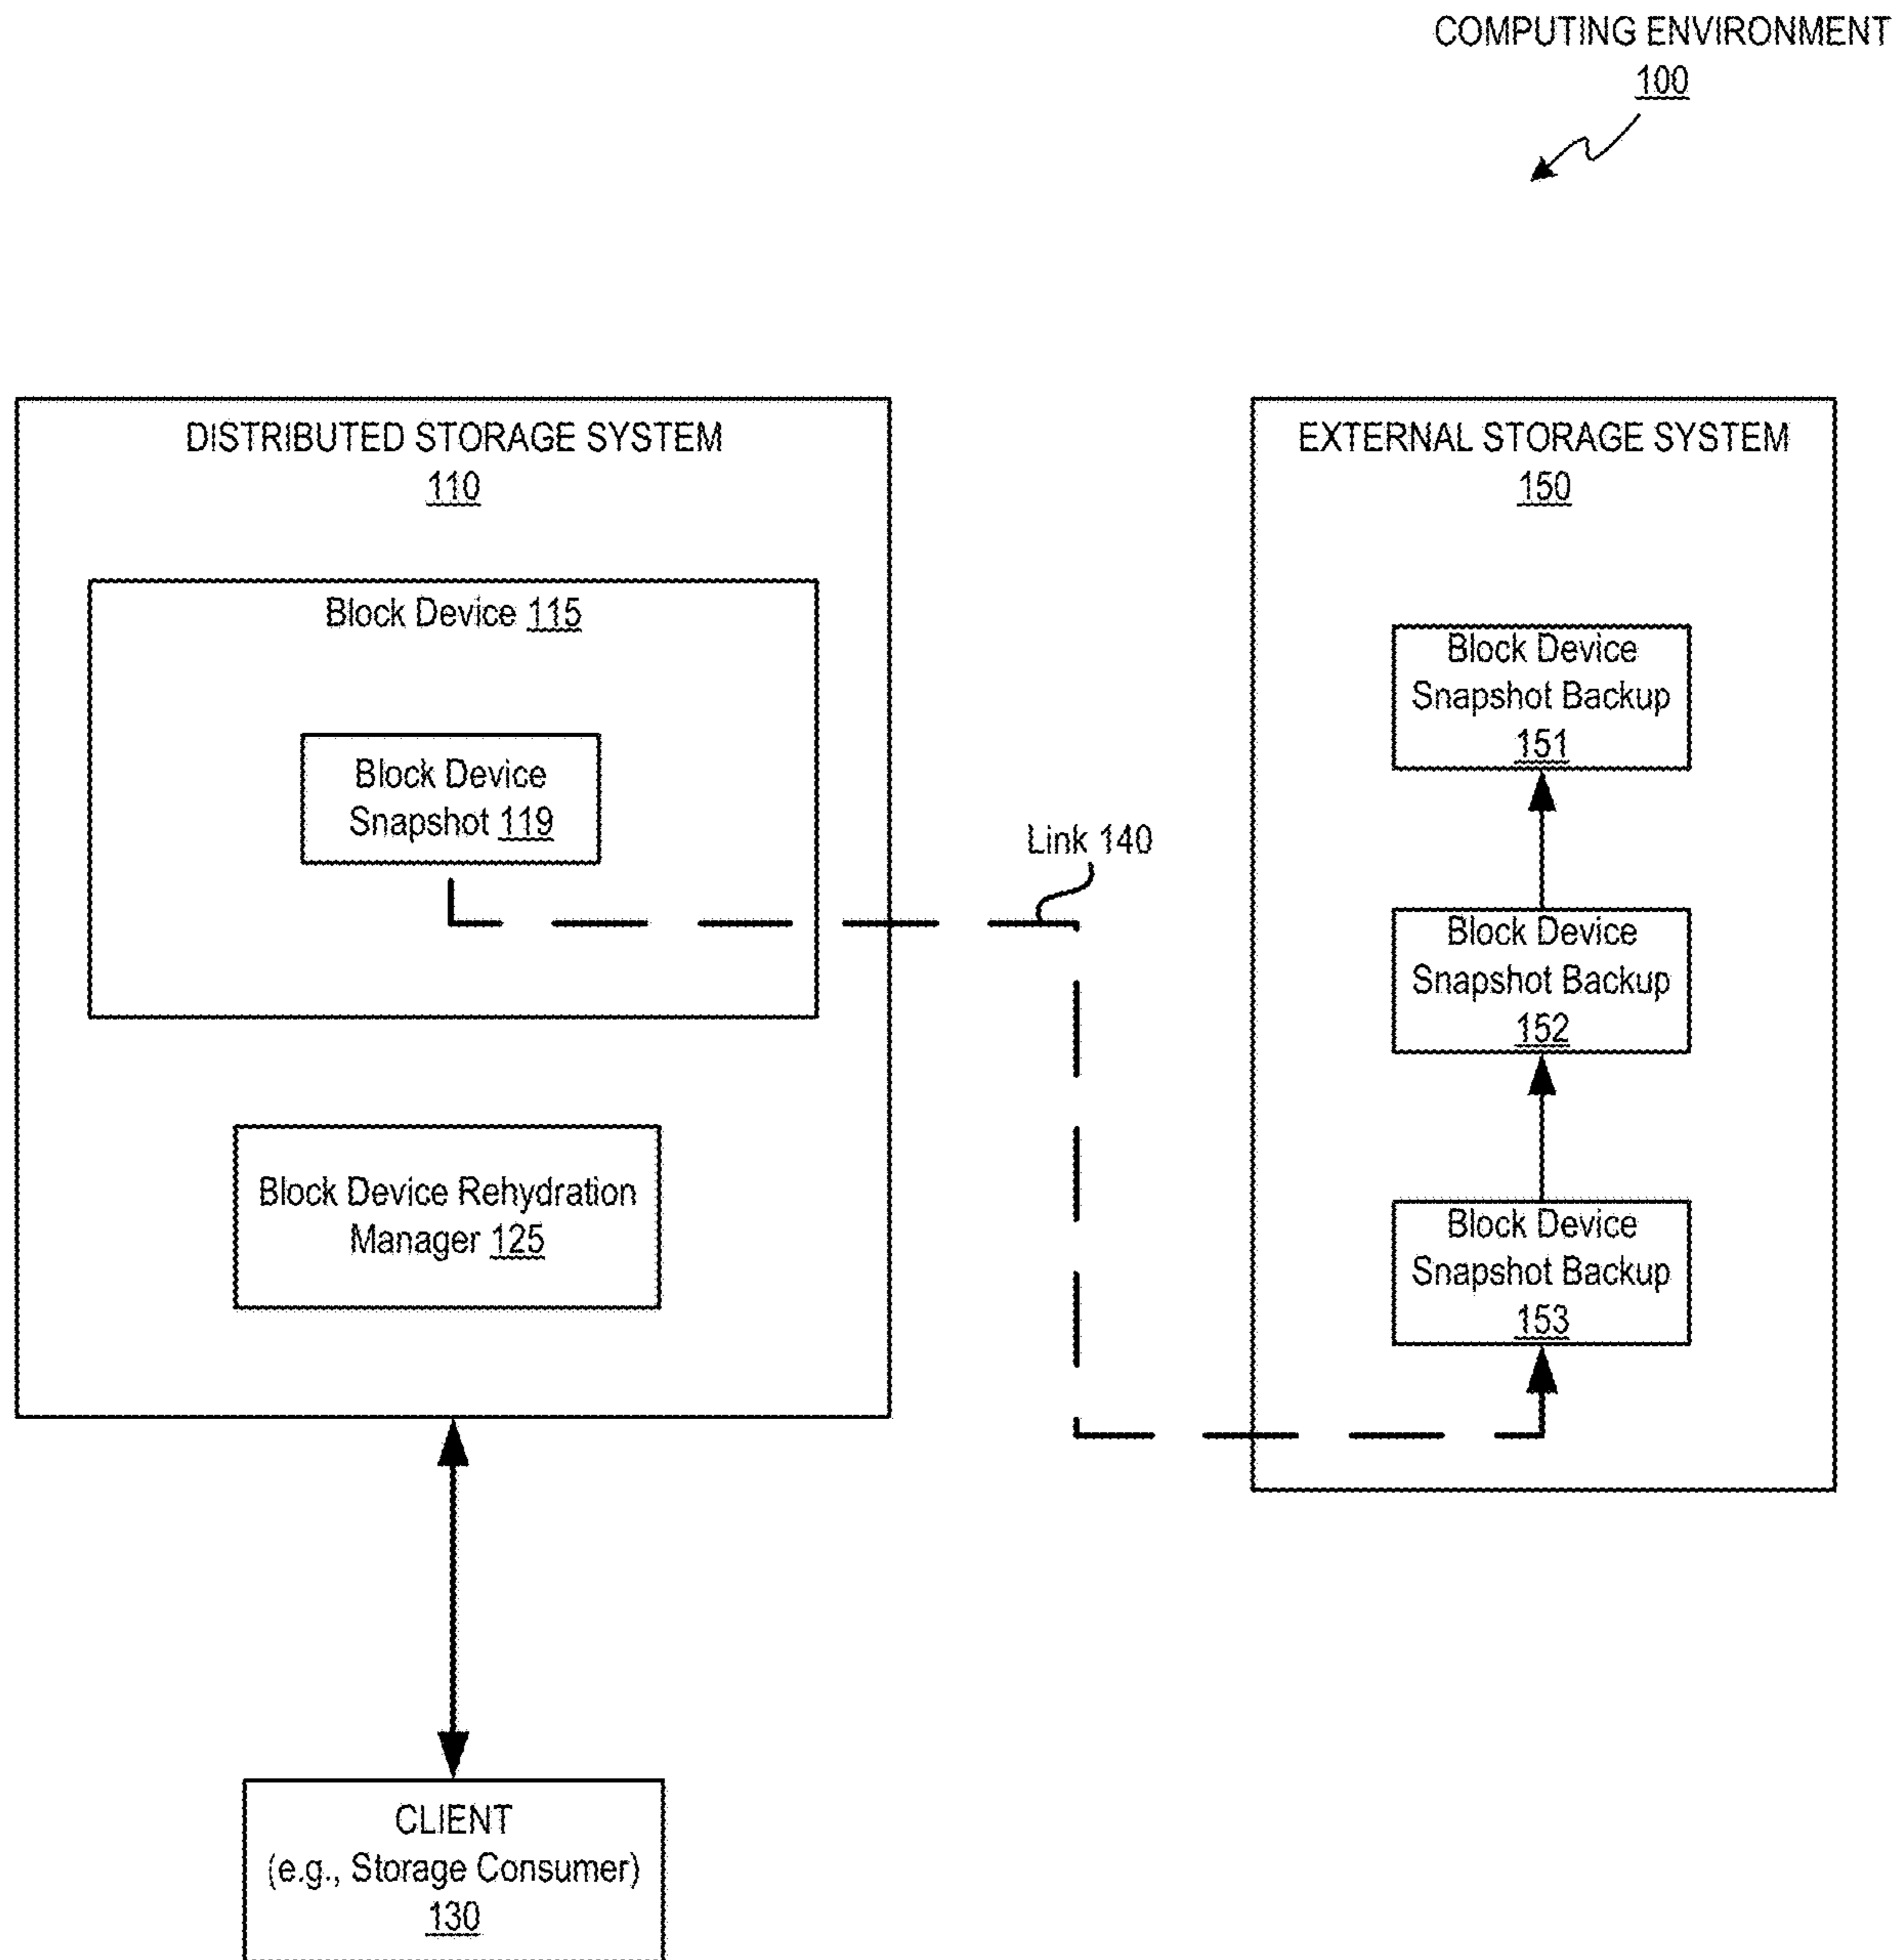 COMPUTING ENVIRONMENT
100
DISTRIBUTED STORAGE SYSTEM
110
Block Device 115
Block Device
Snapshot 119
Block Device Rehydration
Manager 125
Link 140
EXTERNAL STORAGE SYSTEM
150
Block Device
Snapshot Backup
151
Block Device
Snapshot Backup
152
Block Device
Snapshot Backup
153
CLIENT
(e.g., Storage Consumer)
130